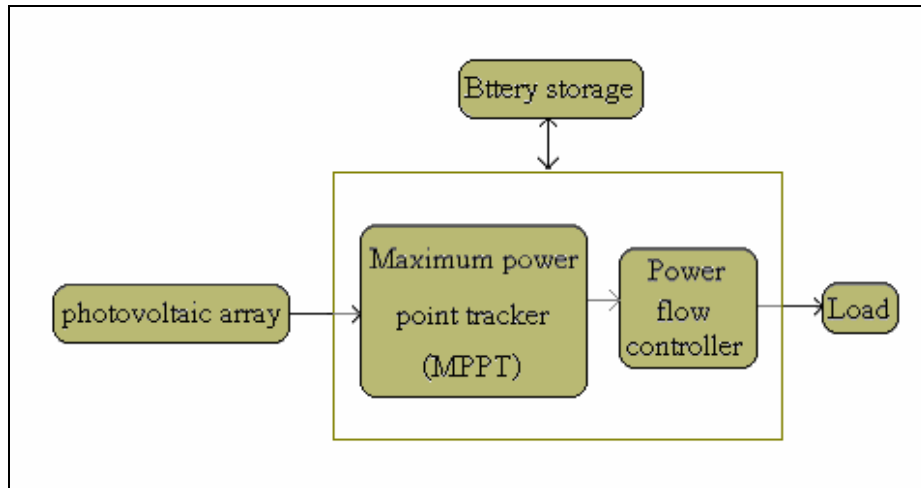 Bttery storage
photovoltaic array
Maximum power
point tracker
(MPPT)
Power
flow
controller
Load